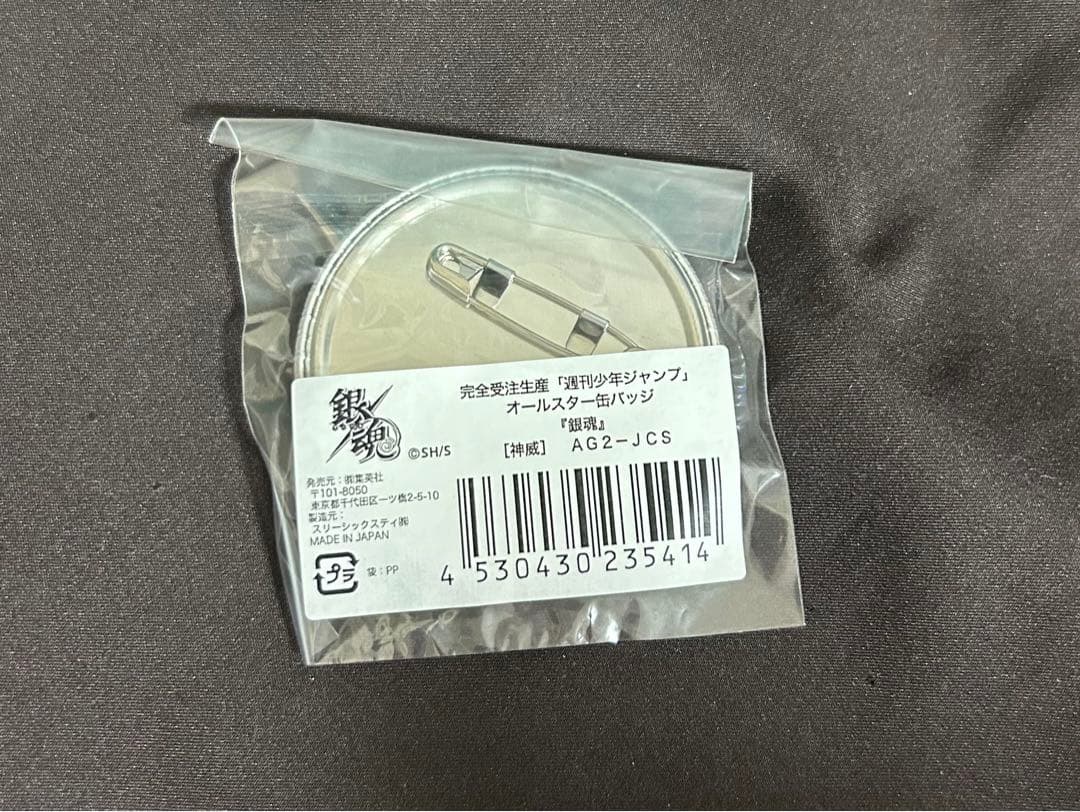 銀魂
©SH/S
完全受注生産「週刊少年ジャンプ」
オールスター缶バッジ
『銀魂』
[神威] AG2-JCS
発売元：㈱集英社
〒101-8050
東京都千代田区一ツ橋2-5-10
製造元：
スリーシックスティ㈱
MADE IN JAPAN
プラ
袋：PP
4 530430 235414